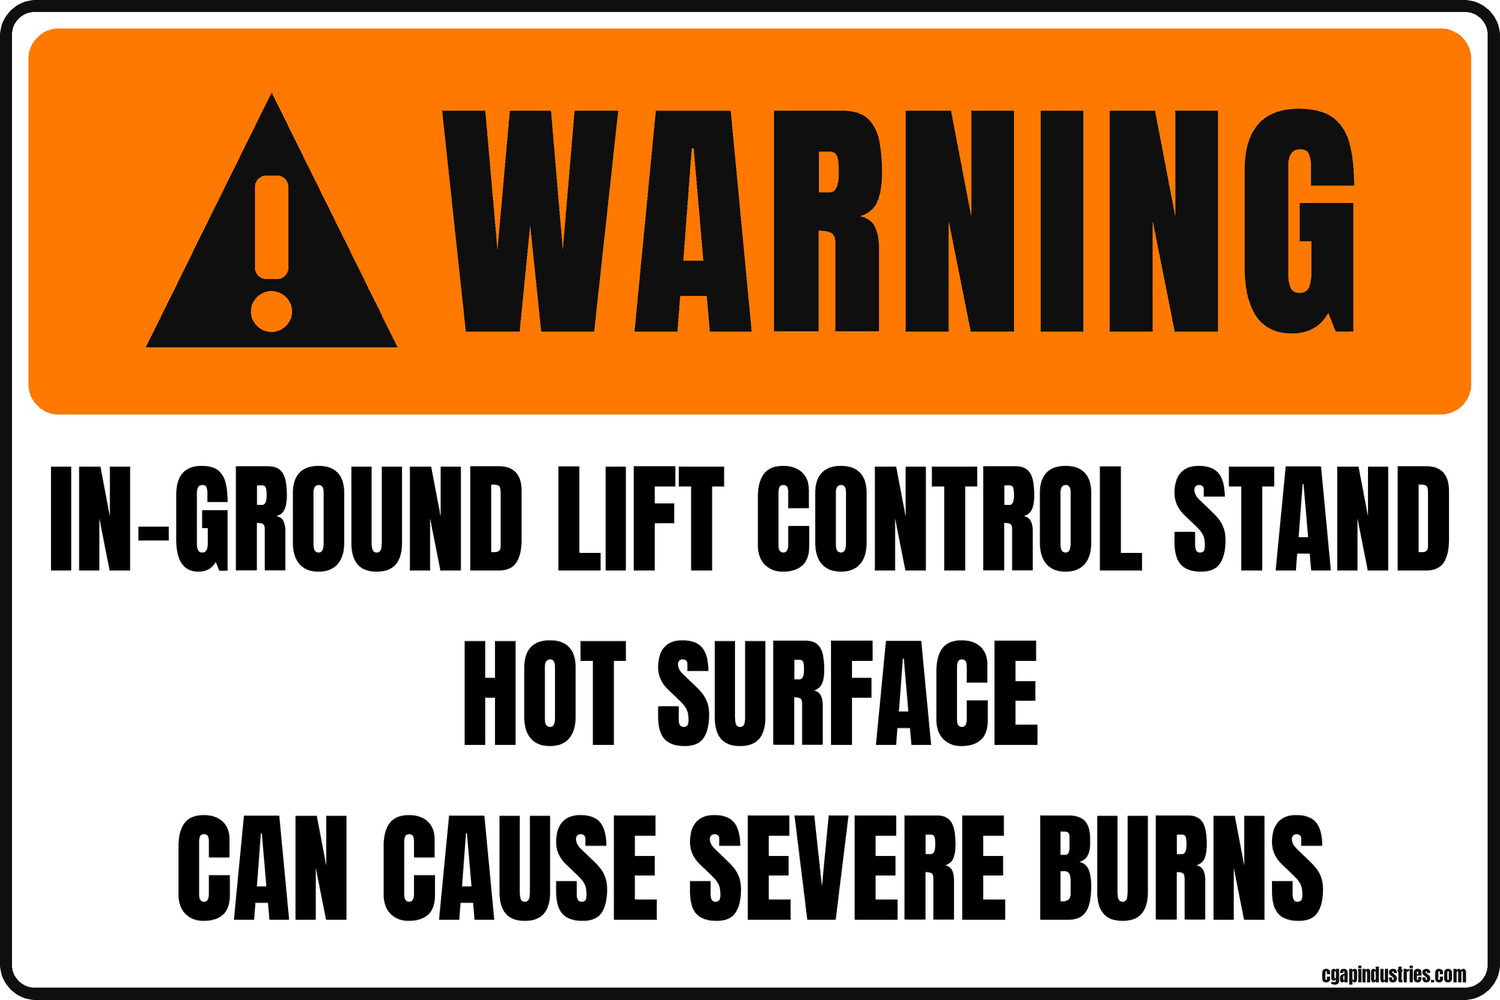 WARNING
IN-GROUND LIFT CONTROL STAND
HOT SURFACE
CAN CAUSE SEVERE BURNS
cgapindustries.com